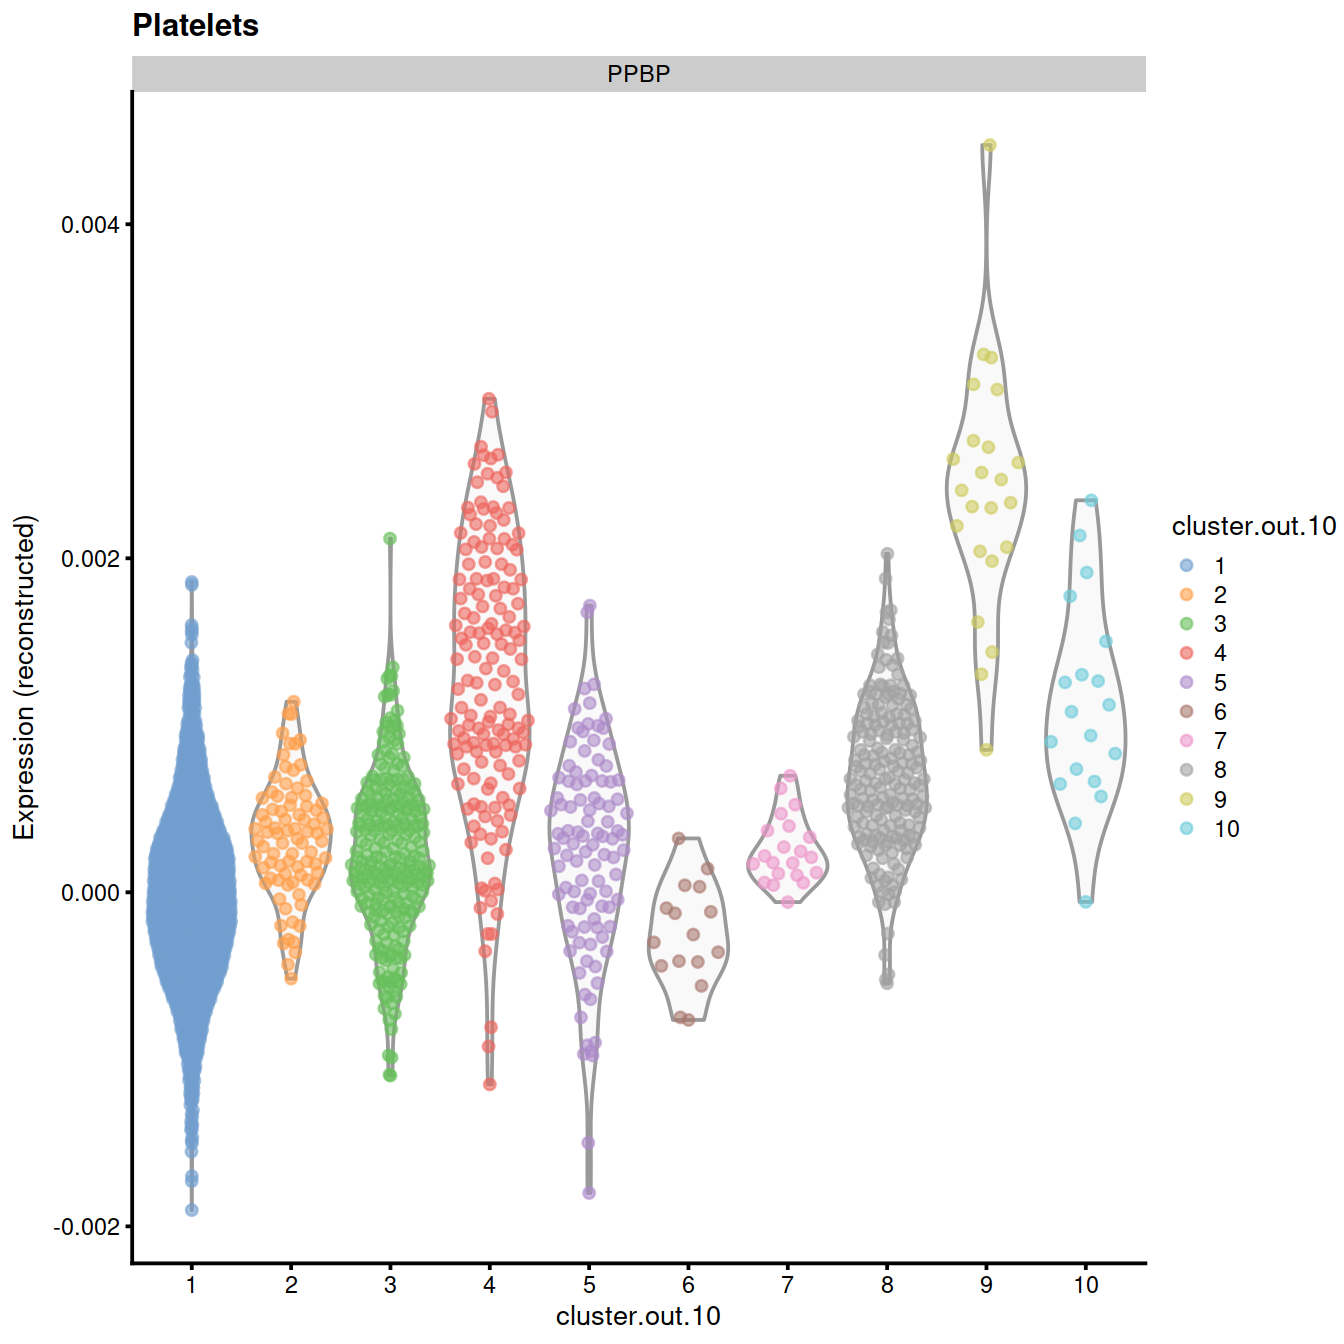 Platelets
PPBP
Expression (reconstructed)
0.004
0.002
0.000
-0.002
1 2 3 4 5 6 7 8 9 10
cluster.out.10
cluster.out.10
1
2
3
4
5
6
7
8
9
10